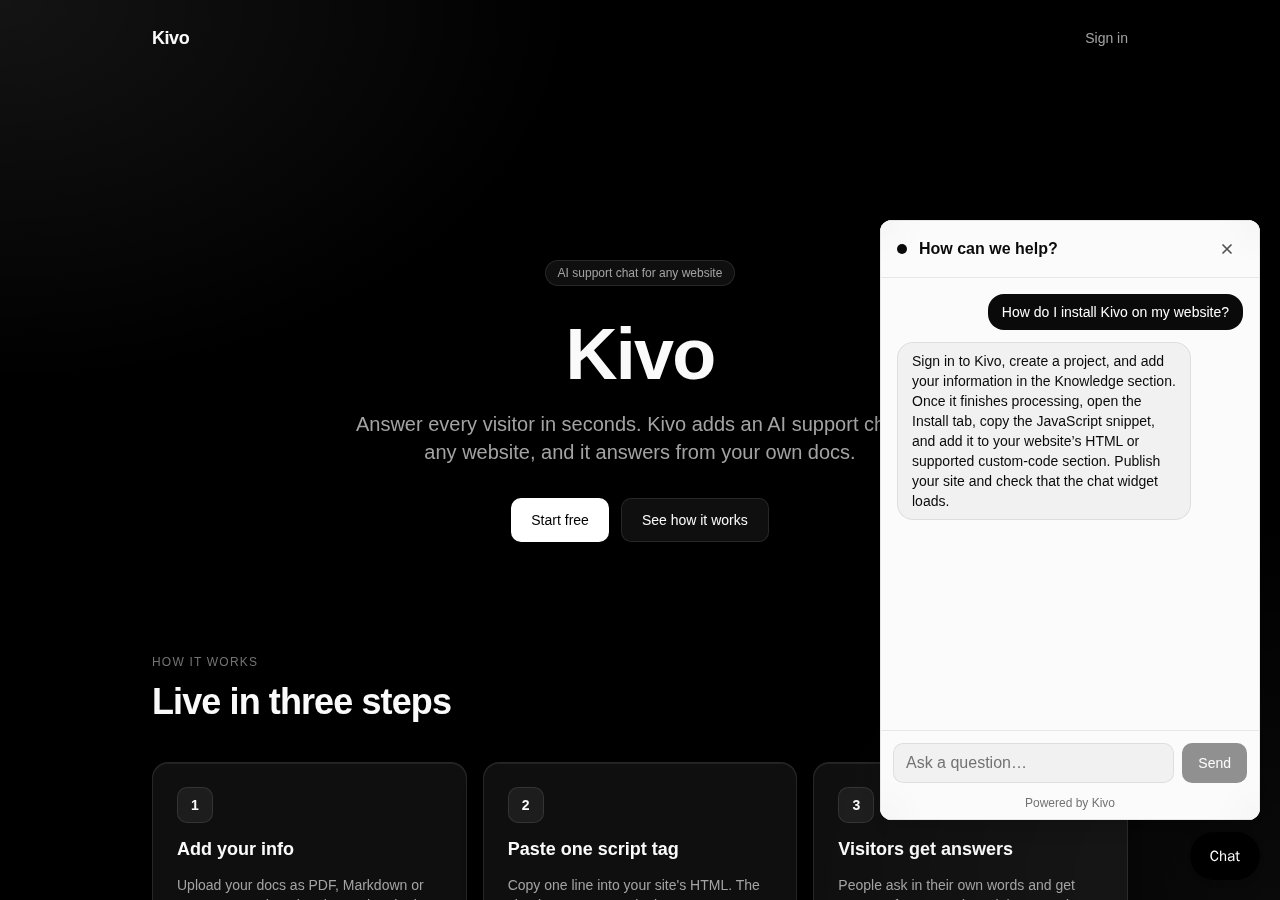 Kivo
Sign in
AI support chat for any website
Kivo
Answer every visitor in seconds. Kivo adds an AI support
any website, and it answers from your own docs.
Start free
See how it works
HOW IT WORKS
Live in three steps
1
Add your info
Upload your docs as PDF, Markdown or
2
Paste one script tag
Copy one line into your site's HTML. The
3
Visitors get answers
People ask in their own words and get
How can we help?
How do I install Kivo on my website?
Sign in to Kivo, create a project, and add
your information in the Knowledge section.
Once it finishes processing, open the
Install tab, copy the JavaScript snippet,
and add it to your website’s HTML or
supported custom-code section. Publish
your site and check that the chat widget
loads.
Ask a question…
Send
Powered by Kivo
Chat